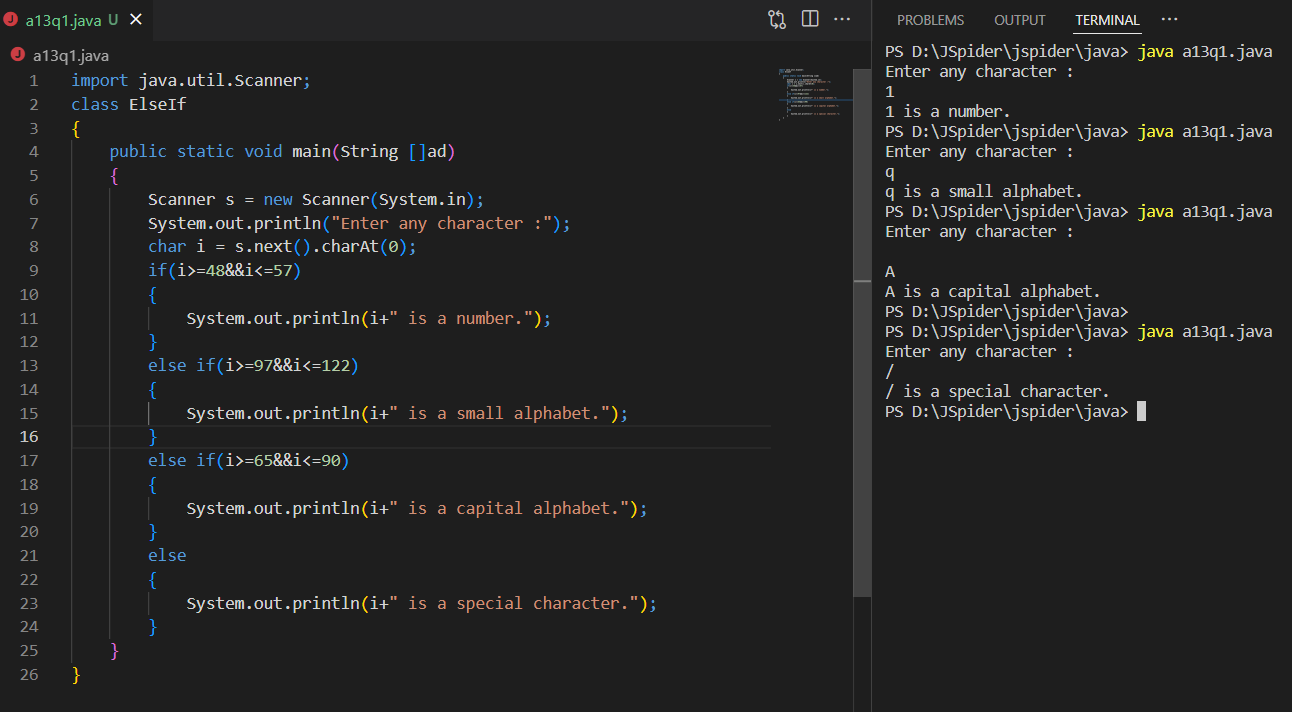 a13q1.java U
a13q1.java
1 import java.util.Scanner;
2 class ElseIf
3 {
4 public static void main(String []ad)
5 {
6 Scanner s = new Scanner(System.in);
7 System.out.println("Enter any character :");
8 char i = s.next().charAt(0);
9 if(i>=48&&i<=57)
10 {
11 System.out.println(i+" is a number.");
12 }
13 else if(i>=97&&i<=122)
14 {
15 System.out.println(i+" is a small alphabet.");
16 }
17 else if(i>=65&&i<=90)
18 {
19 System.out.println(i+" is a capital alphabet.");
20 }
21 else
22 {
23 System.out.println(i+" is a special character.");
24 }
25 }
26 }
PROBLEMS OUTPUT TERMINAL
PS D:\JSpider\jspider\java> java a13q1.java
Enter any character :
1
1 is a number.
PS D:\JSpider\jspider\java> java a13q1.java
Enter any character :
q
q is a small alphabet.
PS D:\JSpider\jspider\java> java a13q1.java
Enter any character :
A
A is a capital alphabet.
PS D:\JSpider\jspider\java>
PS D:\JSpider\jspider\java> java a13q1.java
Enter any character :
/
/ is a special character.
PS D:\JSpider\jspider\java>